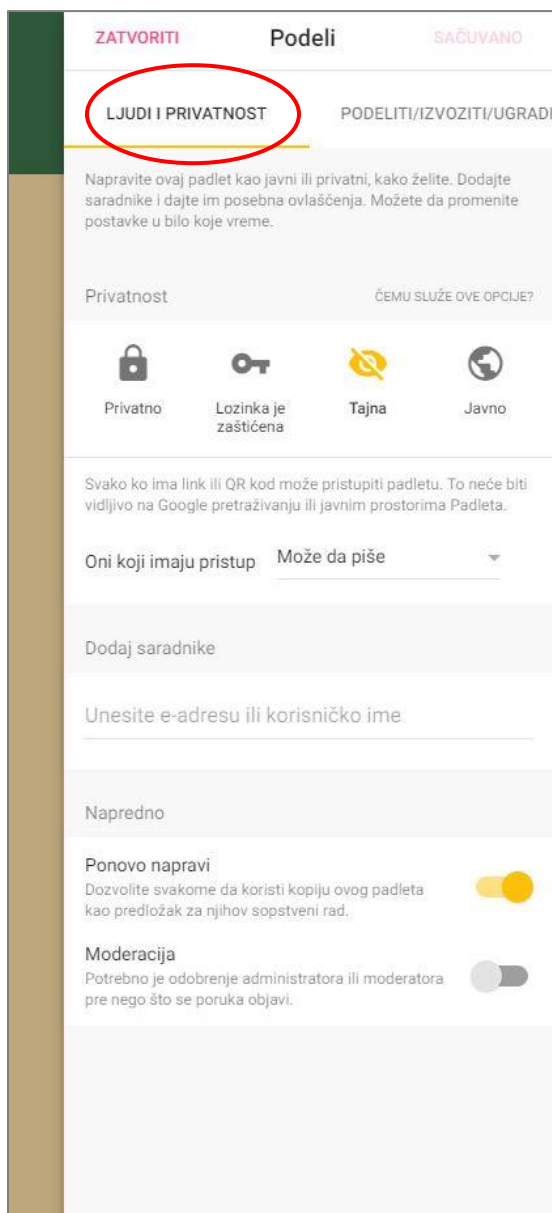 ZATVORITI Podeli SAČUVANO
LJUDI I PRIVATNOST PODELITI/IZVOZITI/UGRADI
Napravite ovaj padlet kao javni ili privatni, kako želite. Dodajte
saradnike i dajte im posebna ovlašćenja. Možete da promenite
postavke u bilo koje vreme.
Privatnost ČEMU SLUŽE OVE OPCIJE?
Privatno Lozinka je Tajna Javno
zaštićena
Svako ko ima link ili QR kod može pristupiti padletu. To neće biti
vidljivo na Google pretraživanju ili javnim prostorima Padleta.
Oni koji imaju pristup Može da piše
Dodaj saradnike
Unesite e-adresu ili korisničko ime
Napredno
Ponovo napravi
Dozvolite svakome da koristi kopiju ovog padleta
kao predložak za njihov sopstveni rad.
Moderacija
Potrebno je odobrenje administratora ili moderatora
pre nego što se poruka objavi.